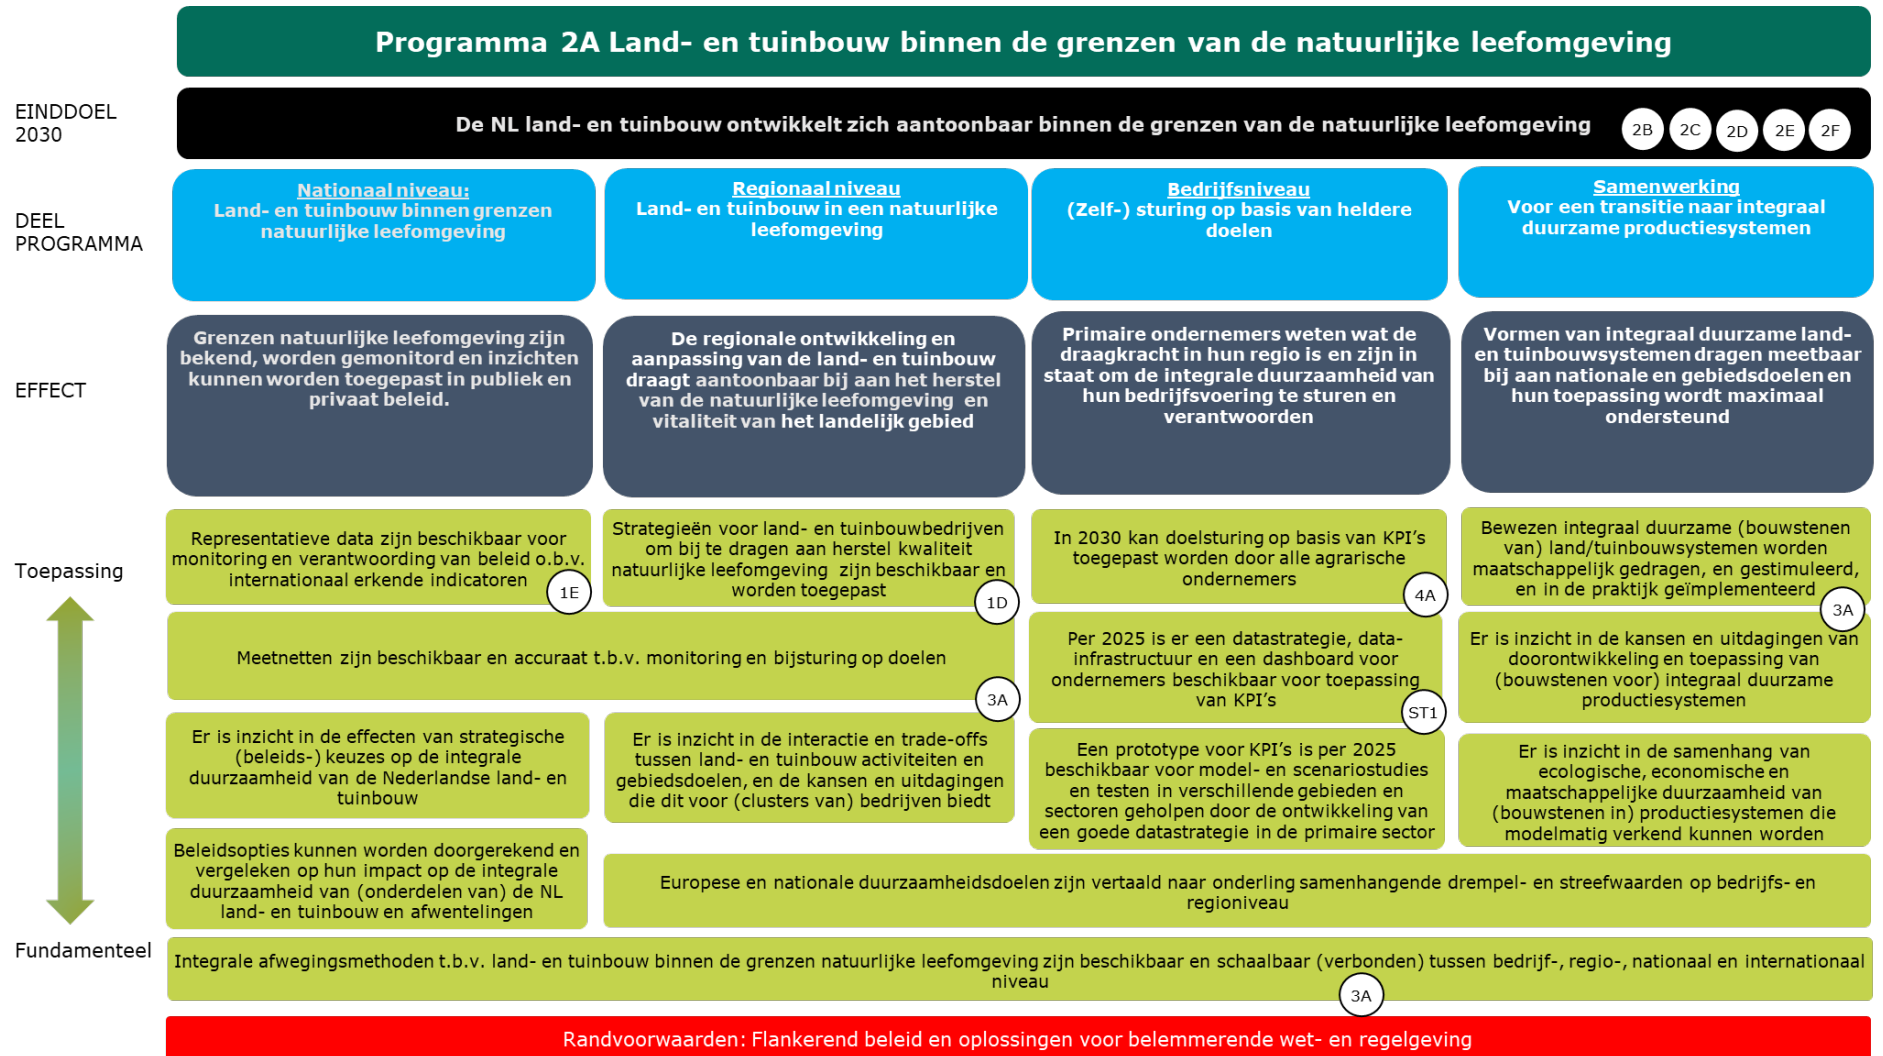 Programma 2A Land- en tuinbouw binnen de grenzen van de natuurlijke leefomgeving
EINDDOEL
2030
De NL land- en tuinbouw ontwikkelt zich aantoonbaar binnen de grenzen van de natuurlijke leefomgeving
2B
2C
2D
2E
2F
DEEL
PROGRAMMA
Nationaal niveau:
Land- en tuinbouw binnen grenzen
natuurlijke leefomgeving
Regionaal niveau
Land- en tuinbouw in een natuurlijke
leefomgeving
Bedrijfsniveau
(Zelf-) sturing op basis van heldere
doelen
Samenwerking
Voor een transitie naar integraal
duurzame productiesystemen
EFFECT
Grenzen natuurlijke leefomgeving zijn
bekend, worden gemonitord en inzichten
kunnen worden toegepast in publiek en
privaat beleid.
De regionale ontwikkeling en
aanpassing van de land- en tuinbouw
draagt aantoonbaar bij aan het herstel
van de natuurlijke leefomgeving en
vitaliteit van het landelijk gebied
Primaire ondernemers weten wat de
draagkracht in hun regio is en zijn in
staat om de integrale duurzaamheid van
hun bedrijfsvoering te sturen en
verantwoorden
Vormen van integraal duurzame land-
en tuinbouwsystemen dragen meetbaar
bij aan nationale en gebiedsdoelen en
hun toepassing wordt maximaal
ondersteund
Toepassing
Representatieve data zijn beschikbaar voor
monitoring en verantwoording van beleid o.b.v.
internationaal erkende indicatoren
1E
Strategieën voor land- en tuinbouwbedrijven
om bij te dragen aan herstel kwaliteit
natuurlijke leefomgeving zijn beschikbaar en
worden toegepast
1D
In 2030 kan doelsturing op basis van KPI's
toegepast worden door alle agrarische
ondernemers
4A
Bewezen integraal duurzame (bouwstenen
van) land/tuinbouwsystemen worden
maatschappelijk gedragen, en gestimuleerd,
en in de praktijk geïmplementeerd
3A
Meetnetten zijn beschikbaar en accuraat t.b.v. monitoring en bijsturing op doelen
3A
Per 2025 is er een datastrategie, data-
infrastructuur en een dashboard voor
ondernemers beschikbaar voor toepassing
van KPI's
ST1
Er is inzicht in de kansen en uitdagingen van
doorontwikkeling en toepassing van
(bouwstenen voor) integraal duurzame
productiesystemen
Er is inzicht in de effecten van strategische
(beleids-) keuzes op de integrale
duurzaamheid van de Nederlandse land- en
tuinbouw
Er is inzicht in de interactie en trade-offs
tussen land- en tuinbouw activiteiten en
gebiedsdoelen, en de kansen en uitdagingen
die dit voor (clusters van) bedrijven biedt
Een prototype voor KPI's is per 2025
beschikbaar voor model- en scenariostudies
en testen in verschillende gebieden en
sectoren geholpen door de ontwikkeling van
een goede datastrategie in de primaire sector
Er is inzicht in de samenhang van
ecologische, economische en
maatschappelijke duurzaamheid van
(bouwstenen in) productiesystemen die
modelmatig verkend kunnen worden
Beleidsopties kunnen worden doorgerekend en
vergeleken op hun impact op de integrale
duurzaamheid van (onderdelen van) de NL
land- en tuinbouw en afwentelingen
Europese en nationale duurzaamheidsdoelen zijn vertaald naar onderling samenhangende drempel- en streefwaarden op bedrijfs- en
regioniveau
Fundamenteel
Integrale afwegingsmethoden t.b.v. land- en tuinbouw binnen de grenzen natuurlijke leefomgeving zijn beschikbaar en schaalbaar (verbonden) tussen bedrijf-, regio-, nationaal en internationaal
niveau
3A
Randvoorwaarden: Flankerend beleid en oplossingen voor belemmerende wet- en regelgeving